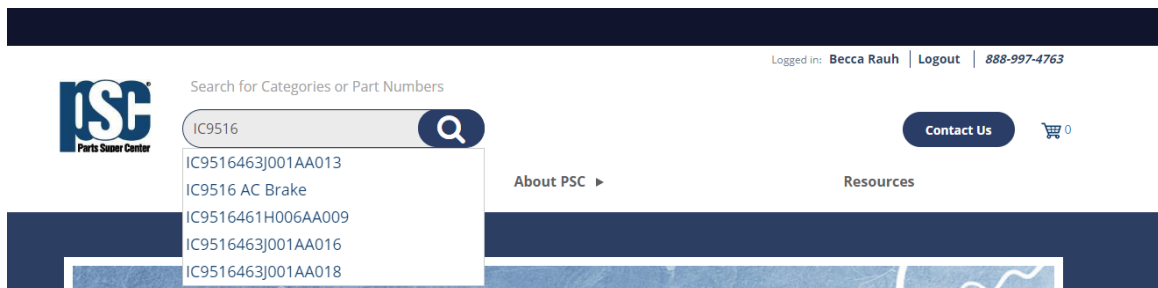 Logged in: Becca Rauh | Logout | 888-997-4763
Search for Categories or Part Numbers
psc
Parts Super Center
IC9516
Contact Us
0
IC9516463J001AA013
IC9516 AC Brake
IC9516461H006AA009
IC9516463J001AA016
IC9516463J001AA018
About PSC ▶
Resources